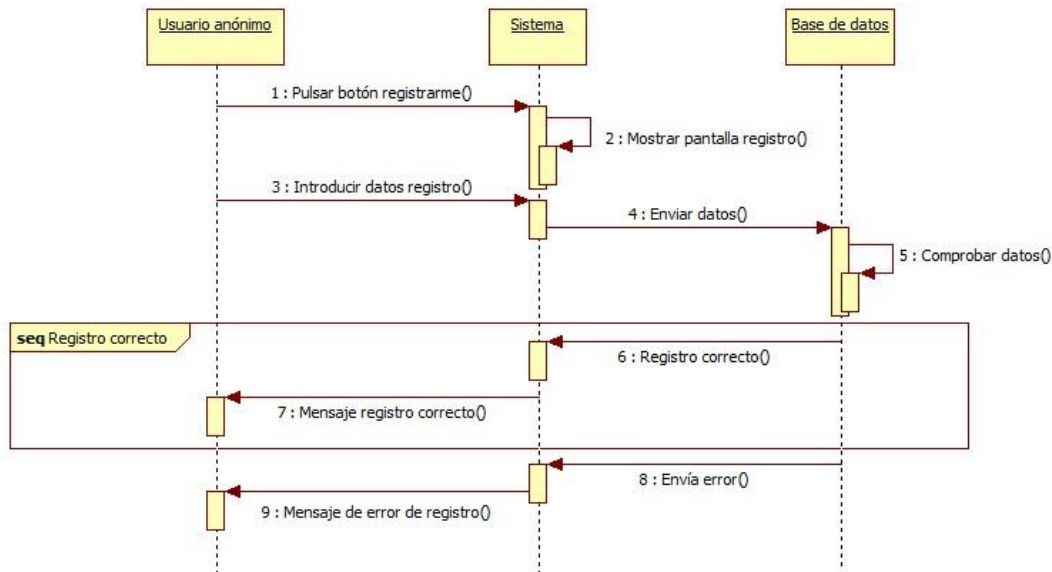 Usuario anónimo
Sistema
Base de datos
1 : Pulsar botón registrarme()
2 : Mostrar pantalla registro()
3 : Introducir datos registro()
4 : Enviar datos()
5 : Comprobar datos()
seq Registro correcto
6 : Registro correcto()
7 : Mensaje registro correcto()
8 : Envía error()
9 : Mensaje de error de registro()